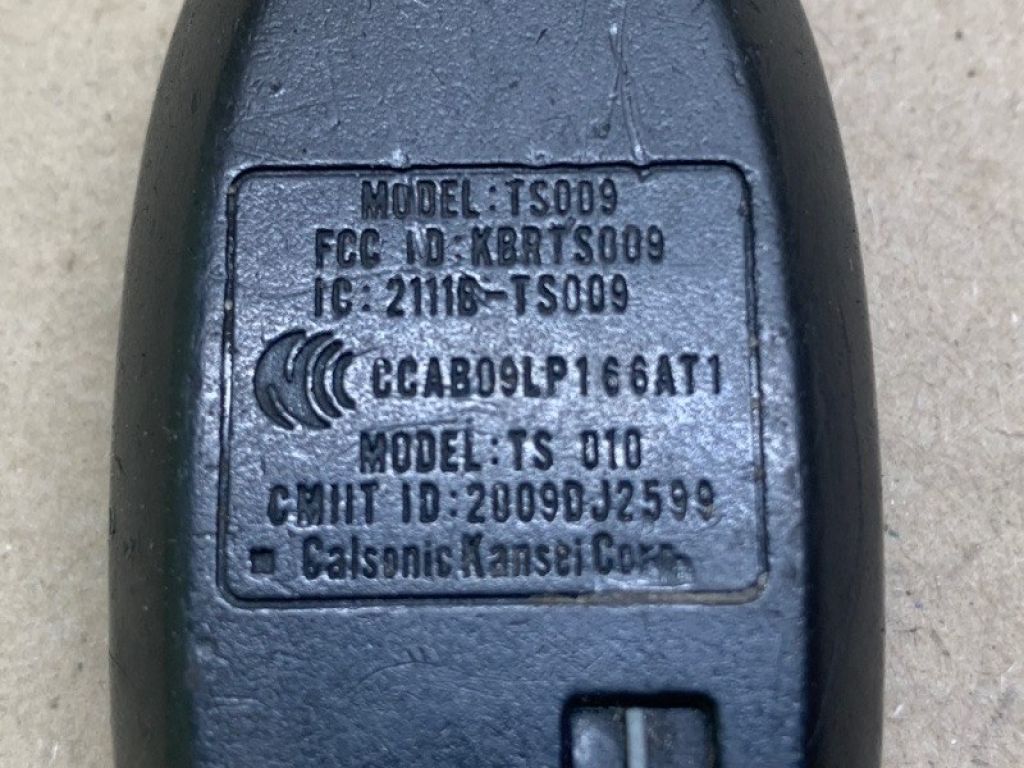 MODEL:TS009
FCC ID:KBRTS009
IC:2111B-TS009
CCAB09LP166AT1
MODEL:TS 010
CMIIT ID:2009DJ2599
Calsonic Kansei Corp.